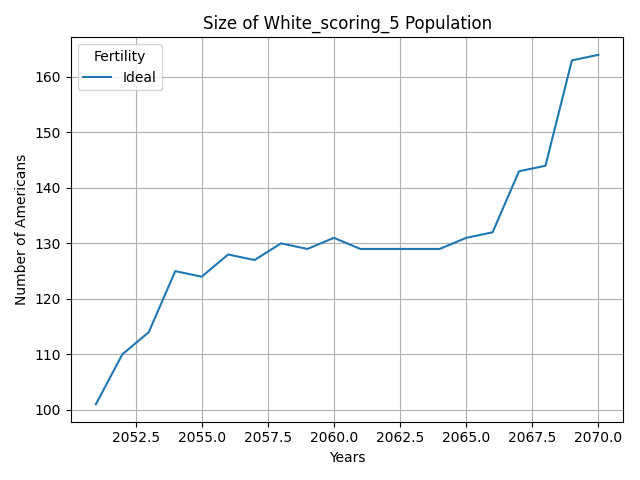 Size of White_scoring_5 Population
Fertility
Ideal
Number of Americans
160
150
140
130
120
110
100
2052.5 2055.0 2057.5 2060.0 2062.5 2065.0 2067.5 2070.0
Years